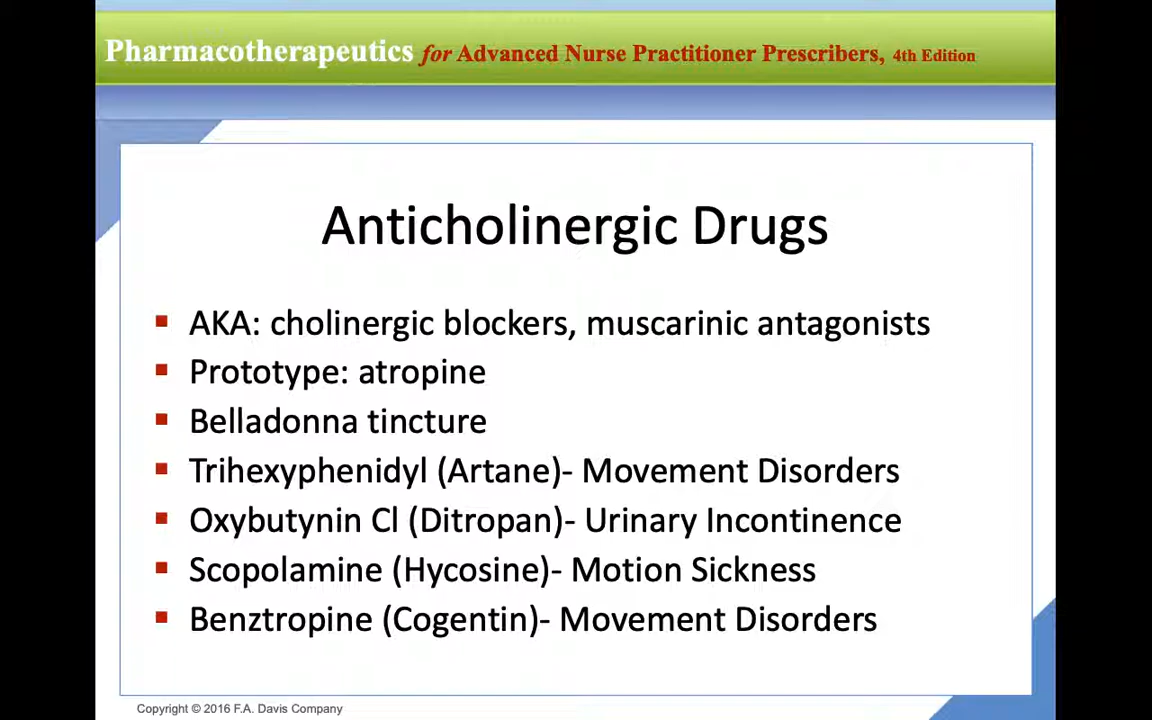 Pharmacotherapeutics for Advanced Nurse Practitioner Prescribers, 4th Edition
Anticholinergic Drugs
▪ AKA: cholinergic blockers, muscarinic antagonists
▪ Prototype: atropine
▪ Belladonna tincture
▪ Trihexyphenidyl (Artane)- Movement Disorders
▪ Oxybutynin Cl (Ditropan)- Urinary Incontinence
▪ Scopolamine (Hycosine)- Motion Sickness
▪ Benztropine (Cogentin)- Movement Disorders
Copyright © 2016 F.A. Davis Company